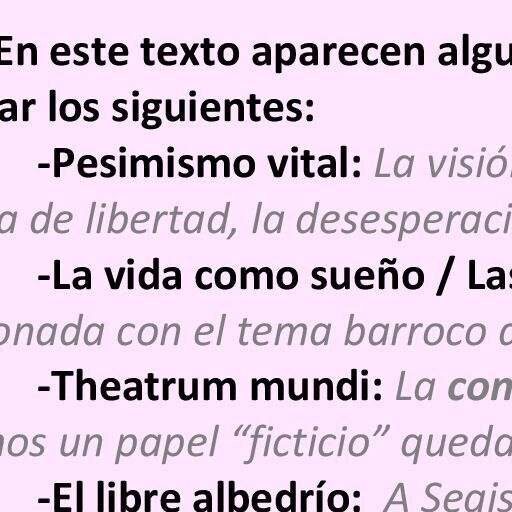 En este texto aparecen algu
ar los siguientes:
-Pesimismo vital: La visió
a de libertad, la desesperaci
-La vida como sueño / Las
onada con el tema barroco d
-Theatrum mundi: La con
nos un papel “ficticio” queda
-El libre albedrío: A Segis